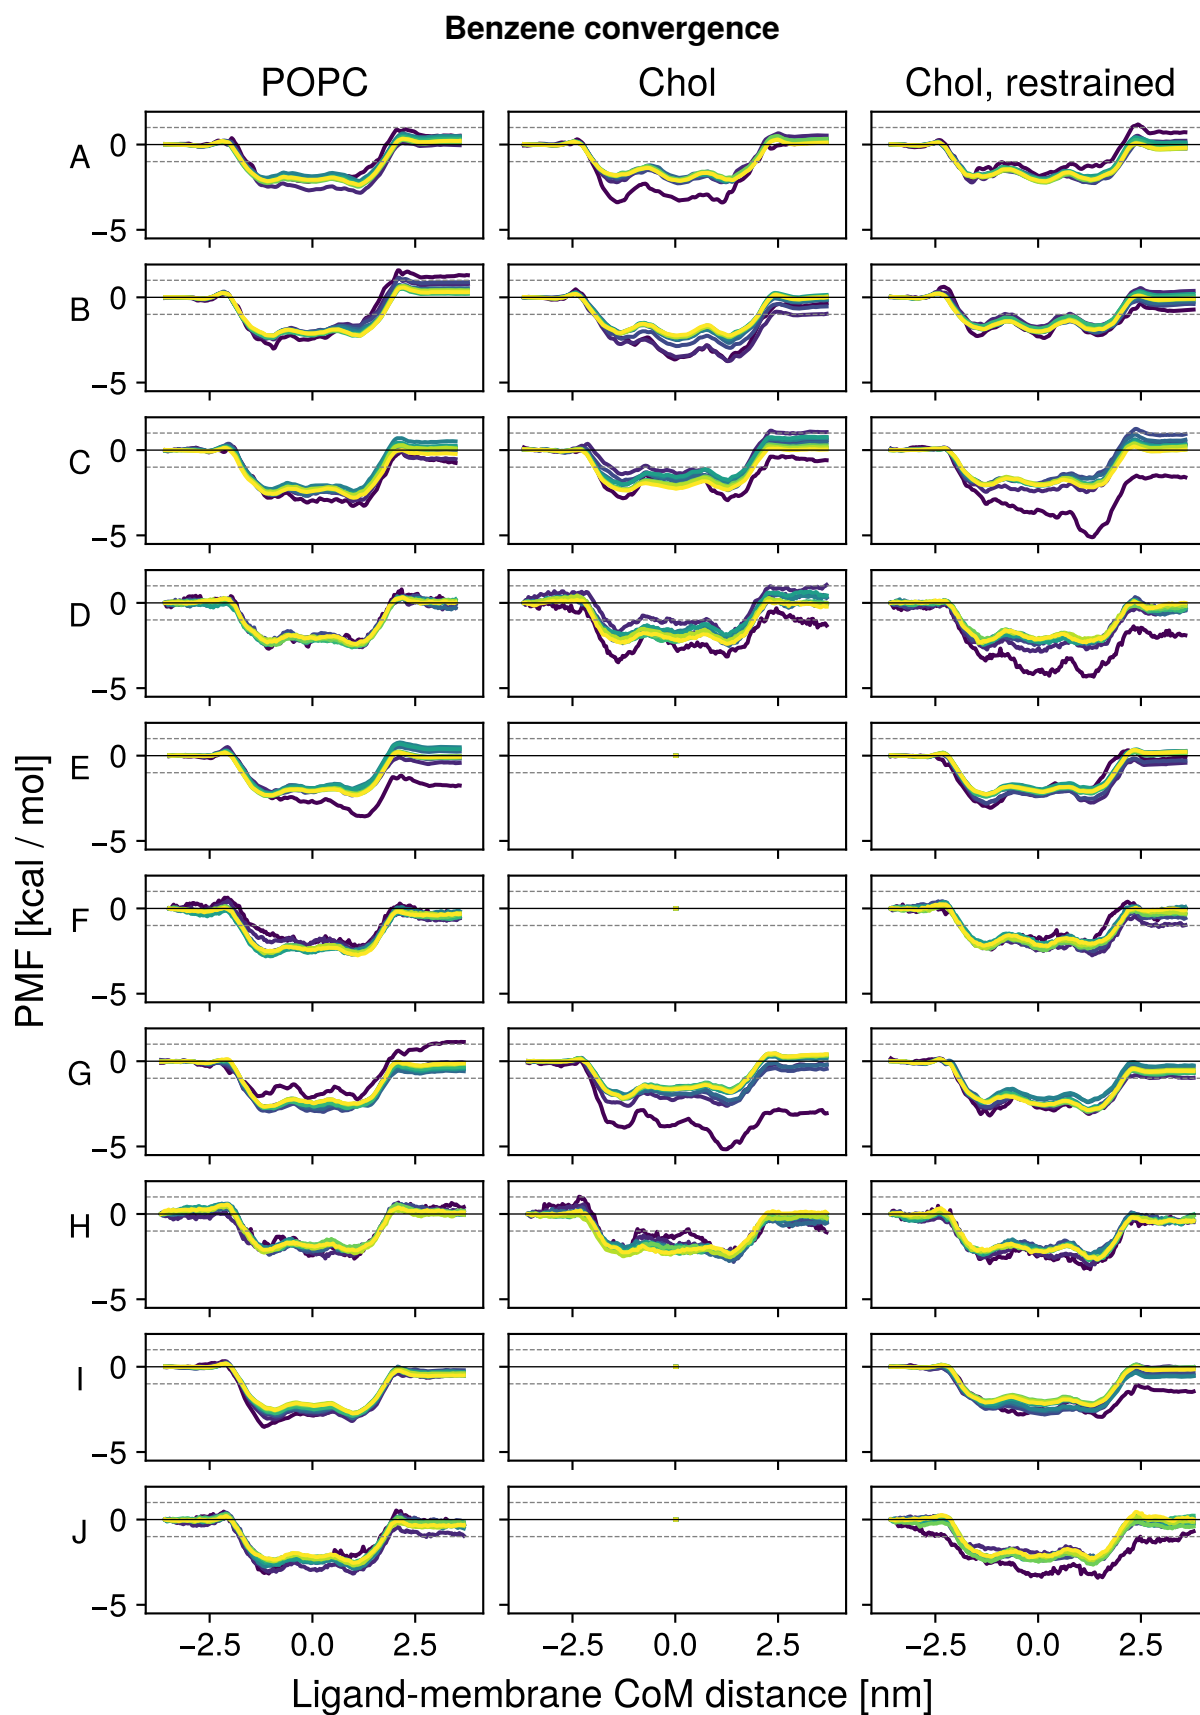 Benzene convergence
POPC Chol Chol, restrained
A 0 −5
B 0 −5
C 0 −5
D 0 −5
E 0 −5
F 0 −5
G 0 −5
H 0 −5
I 0 −5
J 0 −5
PMF [kcal / mol]
−2.5 0.0 2.5 −2.5 0.0 2.5 −2.5 0.0 2.5
Ligand-membrane CoM distance [nm]